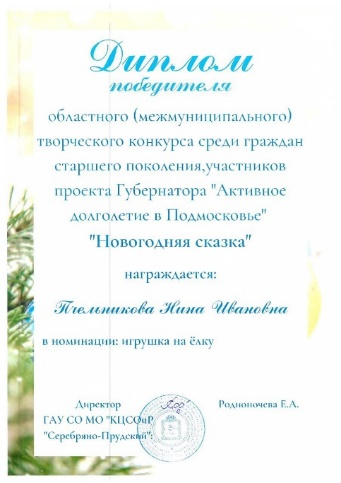 Диплом
победителя
областного (межмуниципального)
творческого конкурса среди граждан
старшего поколения,участников
проекта Губернатора "Активное
долголетие в Подмосковье"
"Новогодняя сказка"
награждается:
Пчельникова Нина Ивановна
в номинации: игрушка на ёлку
Директор Родионочева Е.А.
ГАУ СО МО "КЦСОиР
"Серебряно-Прудский":